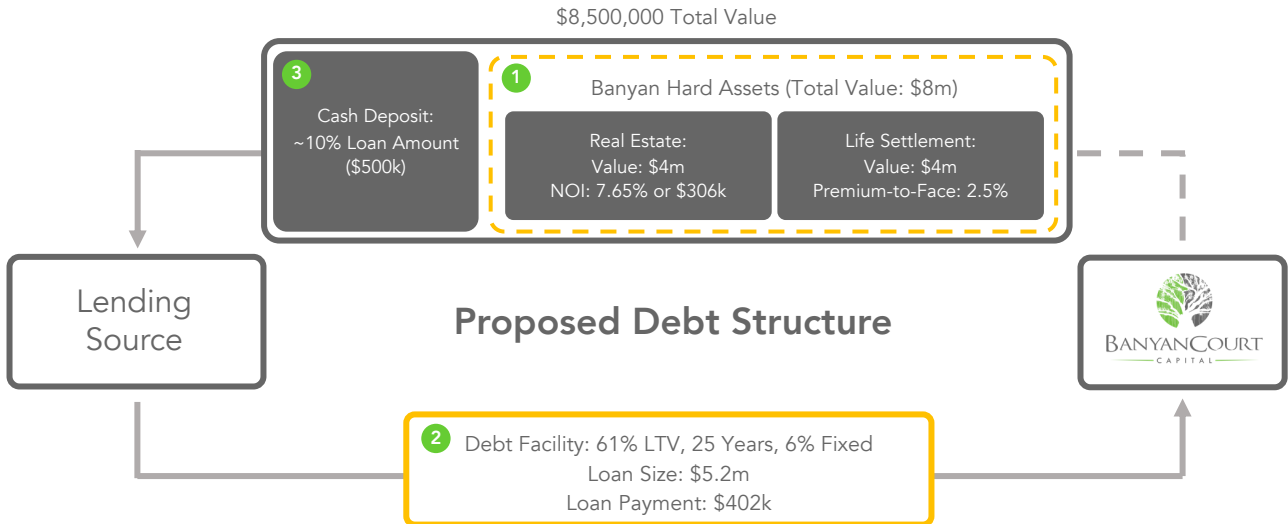 $8,500,000 Total Value
3
Cash Deposit:
~10% Loan Amount
($500k)
1
Banyan Hard Assets (Total Value: $8m)
Real Estate:
Value: $4m
NOI: 7.65% or $306k
Life Settlement:
Value: $4m
Premium-to-Face: 2.5%
Lending
Source
Proposed Debt Structure
BANYANCOURT
CAPITAL
2
Debt Facility: 61% LTV, 25 Years, 6% Fixed
Loan Size: $5.2m
Loan Payment: $402k